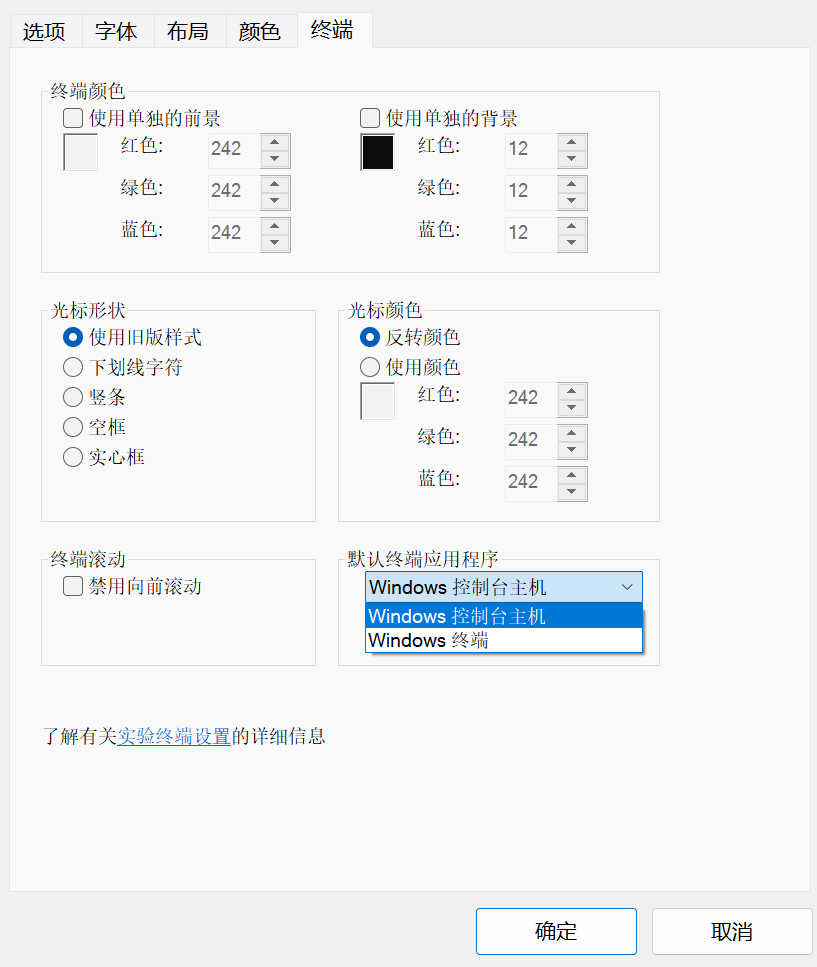 选项 字体 布局 颜色 终端
终端颜色
使用单独的前景
红色: 242
绿色: 242
蓝色: 242
使用单独的背景
红色: 12
绿色: 12
蓝色: 12
光标形状
使用旧版样式
下划线字符
竖条
空框
实心框
光标颜色
反转颜色
使用颜色
红色: 242
绿色: 242
蓝色: 242
终端滚动
禁用向前滚动
默认终端应用程序
Windows 控制台主机
Windows 控制台主机
Windows 终端
了解有关实验终端设置的详细信息
确定 取消